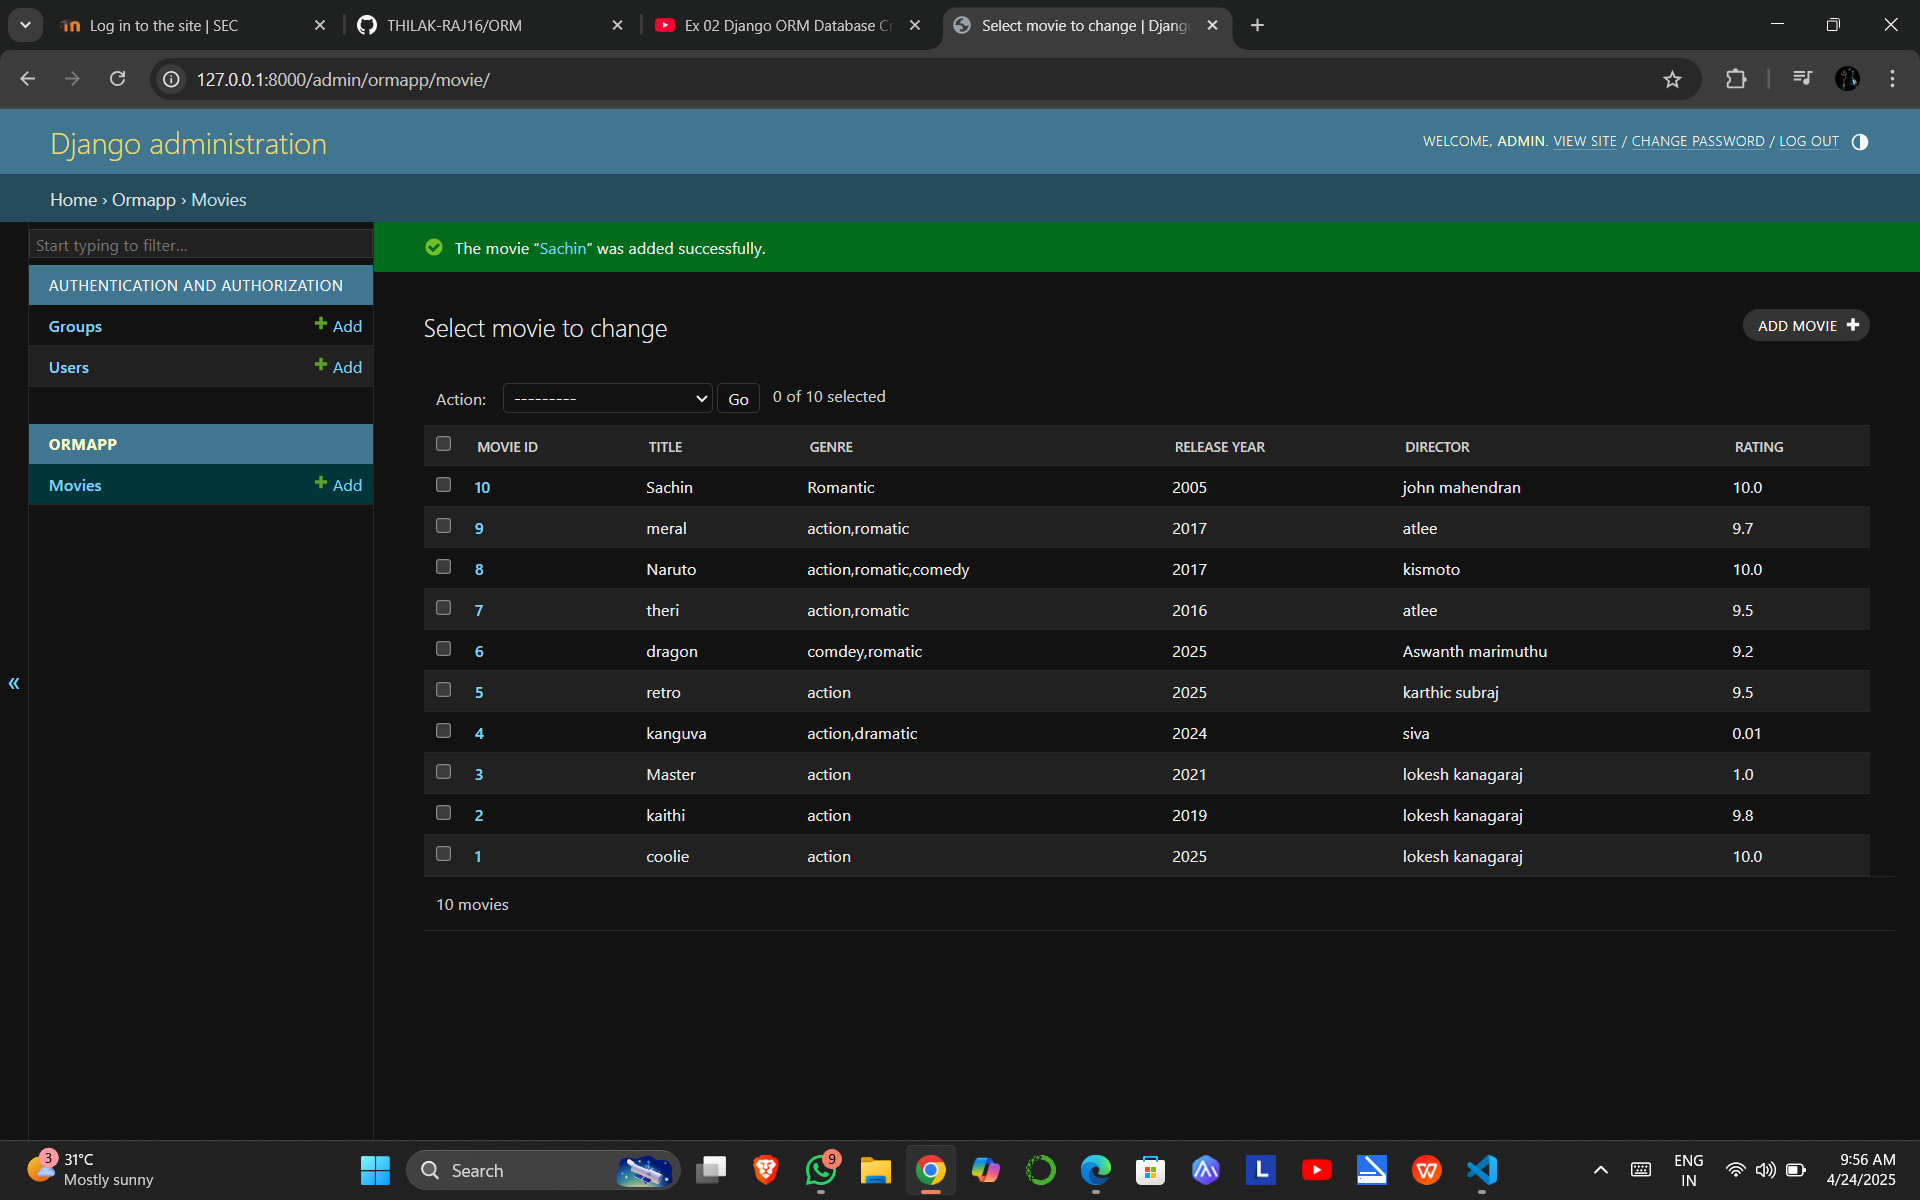 Log in to the site | SEC
THILAK-RAJ16/ORM
Ex 02 Django ORM Database Cr
Select movie to change | Djang
127.0.0.1:8000/admin/ormapp/movie/
Django administration
WELCOME, ADMIN. VIEW SITE / CHANGE PASSWORD / LOG OUT
Home › Ormapp › Movies
Start typing to filter...
AUTHENTICATION AND AUTHORIZATION
Groups Add
Users Add
ORMAPP
Movies Add
«
The movie “Sachin” was added successfully.
Select movie to change
ADD MOVIE
Action: --------- Go 0 of 10 selected
MOVIE ID TITLE GENRE RELEASE YEAR DIRECTOR RATING
10 Sachin Romantic 2005 john mahendran 10.0
9 meral action,romatic 2017 atlee 9.7
8 Naruto action,romatic,comedy 2017 kismoto 10.0
7 theri action,romatic 2016 atlee 9.5
6 dragon comdey,romatic 2025 Aswanth marimuthu 9.2
5 retro action 2025 karthic subraj 9.5
4 kanguva action,dramatic 2024 siva 0.01
3 Master action 2021 lokesh kanagaraj 1.0
2 kaithi action 2019 lokesh kanagaraj 9.8
1 coolie action 2025 lokesh kanagaraj 10.0
10 movies
3
31°C
Mostly sunny
Search
9
L
W
ENG
IN
9:56 AM
4/24/2025